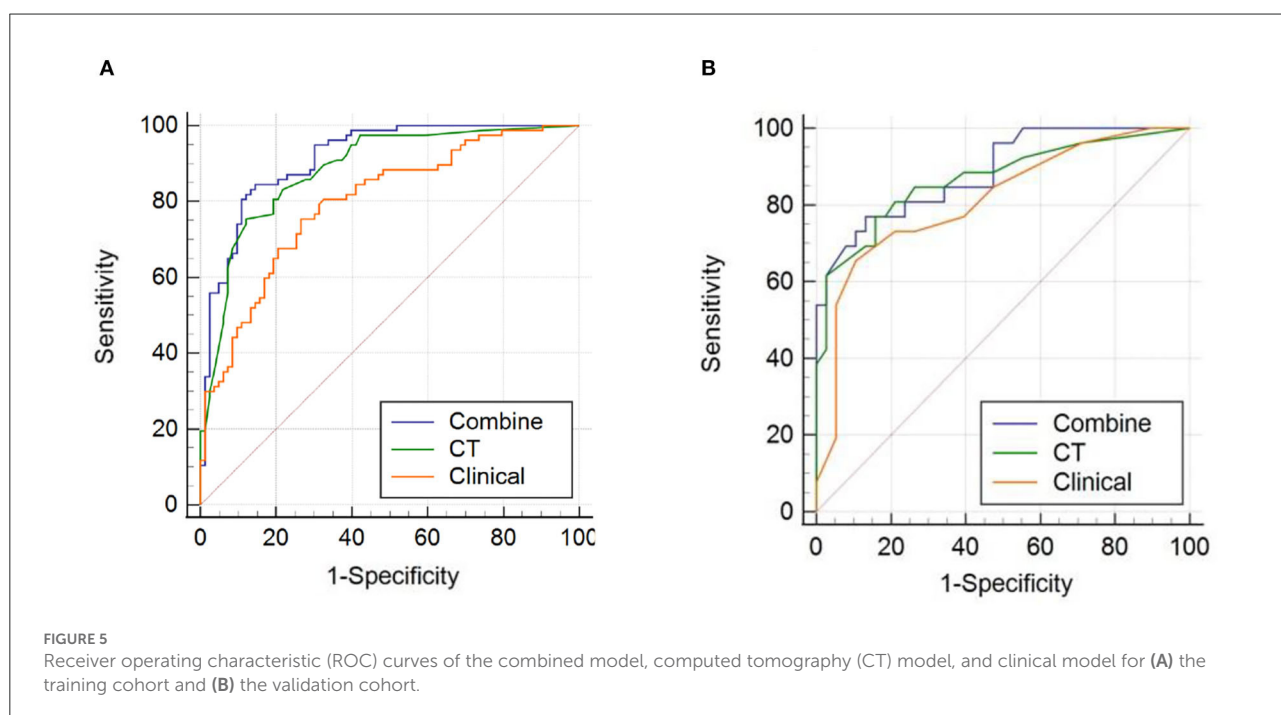 A
100
80
60
40
20
0
Sensitivity
Combine
CT
Clinical
0 20 40 60 80 100
1-Specificity
B
100
80
60
40
20
0
Sensitivity
Combine
CT
Clinical
0 20 40 60 80 100
1-Specificity
FIGURE 5
Receiver operating characteristic (ROC) curves of the combined model, computed tomography (CT) model, and clinical model for (A) the
training cohort and (B) the validation cohort.